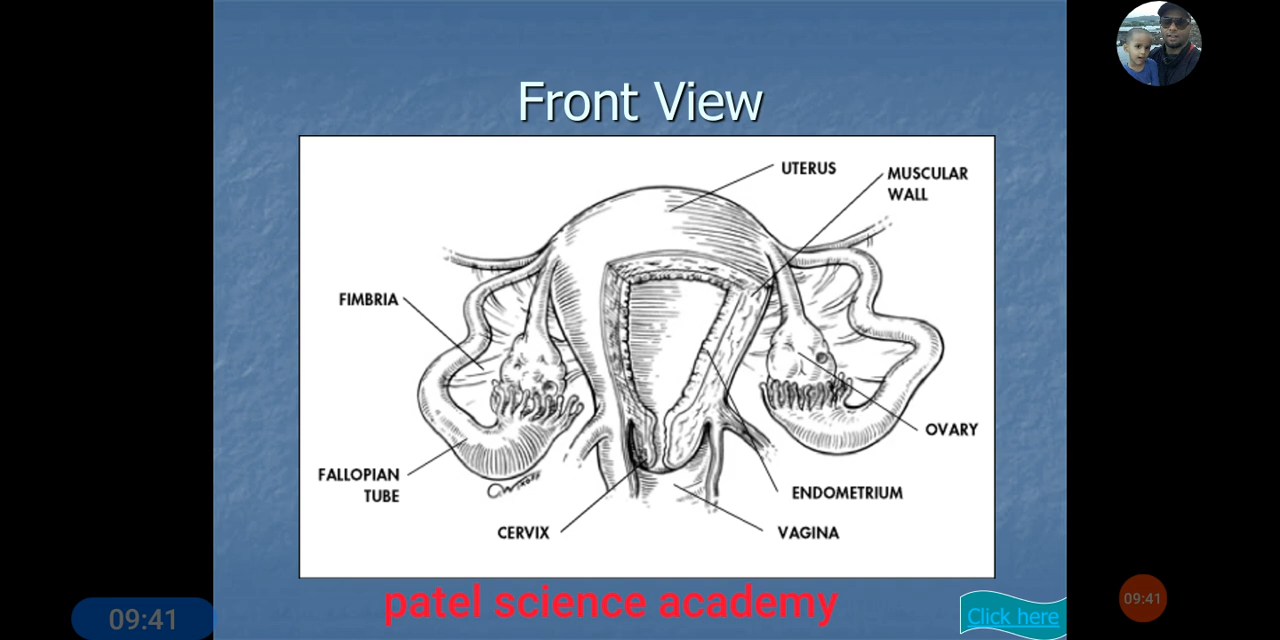 Front View
UTERUS
MUSCULAR
WALL
FIMBRIA
OVARY
FALLOPIAN
TUBE
ENDOMETRIUM
CERVIX
VAGINA
patel science academy
09:41
09:41
Click here